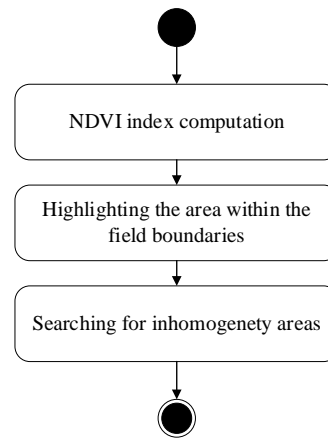 NDVI index computation
Highlighting the area within the
field boundaries
Searching for inhomogenety areas